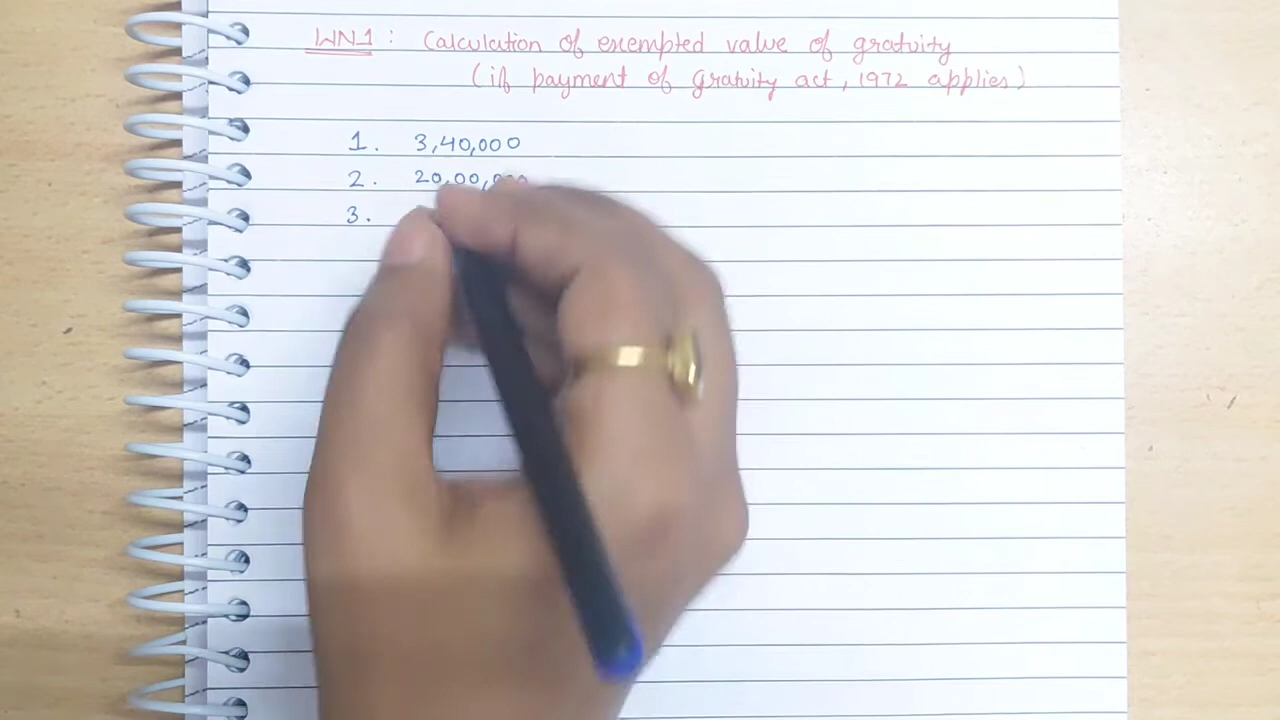 WN1 : Calculation of exempted value of gratuity
(if payment of gratuity act, 1972 applies)
1. 3,40,000
2. 20,00,000
3.